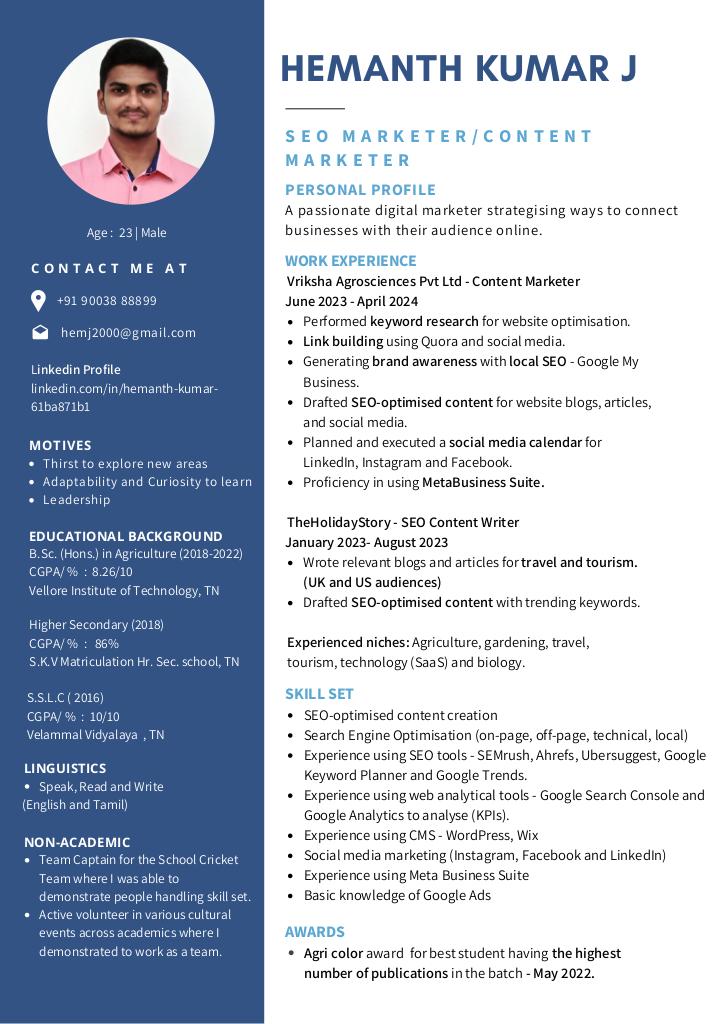 Age : 23 | Male
CONTACT ME AT
+91 90038 88899
hemj2000@gmail.com
Linkedin Profile
linkedin.com/in/hemanth-kumar-
61ba871b1
MOTIVES
• Thirst to explore new areas
• Adaptability and Curiosity to learn
• Leadership
EDUCATIONAL BACKGROUND
B.Sc. (Hons.) in Agriculture (2018-2022)
CGPA/ % : 8.26/10
Vellore Institute of Technology, TN
Higher Secondary (2018)
CGPA/ % : 86%
S.K.V Matriculation Hr. Sec. school, TN
S.S.L.C ( 2016)
CGPA/ % : 10/10
Velammal Vidyalaya , TN
LINGUISTICS
• Speak, Read and Write
(English and Tamil)
NON-ACADEMIC
• Team Captain for the School Cricket
Team where I was able to
demonstrate people handling skill set.
• Active volunteer in various cultural
events across academics where I
demonstrated to work as a team.
HEMANTH KUMAR J
SEO MARKETER/CONTENT
MARKETER
PERSONAL PROFILE
A passionate digital marketer strategising ways to connect
businesses with their audience online.
WORK EXPERIENCE
Vriksha Agrosciences Pvt Ltd - Content Marketer
June 2023 - April 2024
• Performed keyword research for website optimisation.
• Link building using Quora and social media.
• Generating brand awareness with local SEO - Google My
Business.
• Drafted SEO-optimised content for website blogs, articles,
and social media.
• Planned and executed a social media calendar for
LinkedIn, Instagram and Facebook.
• Proficiency in using MetaBusiness Suite.
TheHolidayStory - SEO Content Writer
January 2023- August 2023
• Wrote relevant blogs and articles for travel and tourism.
(UK and US audiences)
• Drafted SEO-optimised content with trending keywords.
Experienced niches: Agriculture, gardening, travel,
tourism, technology (SaaS) and biology.
SKILL SET
• SEO-optimised content creation
• Search Engine Optimisation (on-page, off-page, technical, local)
• Experience using SEO tools - SEMrush, Ahrefs, Ubersuggest, Google
Keyword Planner and Google Trends.
• Experience using web analytical tools - Google Search Console and
Google Analytics to analyse (KPIs).
• Experience using CMS - WordPress, Wix
• Social media marketing (Instagram, Facebook and LinkedIn)
• Experience using Meta Business Suite
• Basic knowledge of Google Ads
AWARDS
• Agri color award for best student having the highest
number of publications in the batch - May 2022.